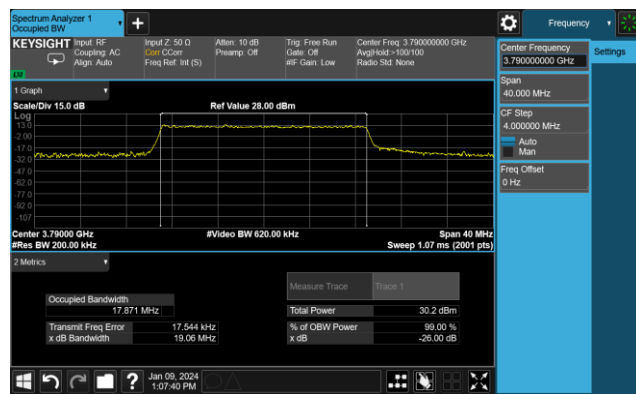 Spectrum Analyzer 1
Occupied BW
+
Frequency
KEYSIGHT
Input: RF
Coupling: AC
Align: Auto
Input Z: 50 Ω
Corr CCorr
Freq Ref: Int (S)
Atten: 10 dB
Preamp: Off
Trig: Free Run
Gate: Off
#IF Gain: Low
Center Freq: 3.790000000 GHz
Avg|Hold:>100/100
Radio Std: None
LXI
Center Frequency
3.790000000 GHz
Settings
Span
40.000 MHz
CF Step
4.000000 MHz
Auto
Man
Freq Offset
0 Hz
1 Graph
Scale/Div 15.0 dB
Ref Value 28.00 dBm
Log
13.0
-2.00
-17.0
-32.0
-47.0
-62.0
-77.0
-92.0
-107
Center 3.79000 GHz
#Video BW 620.00 kHz
Span 40 MHz
#Res BW 200.00 kHz
Sweep 1.07 ms (2001 pts)
2 Metrics
Measure Trace
Trace 1
Occupied Bandwidth
17.871 MHz
Total Power
30.2 dBm
Transmit Freq Error
17.544 kHz
% of OBW Power
99.00 %
x dB Bandwidth
19.06 MHz
x dB
-26.00 dB
?
Jan 09, 2024
1:07:40 PM